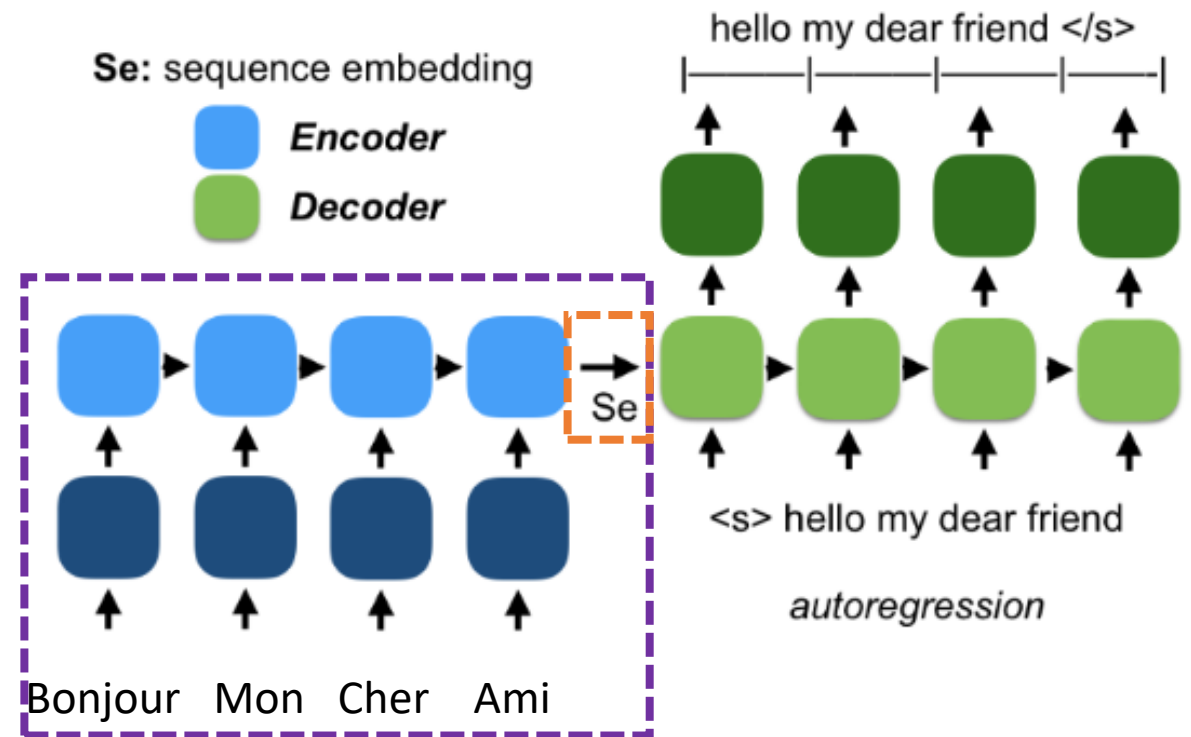 hello my dear friend </s>
Se: sequence embedding
Encoder
Decoder
Se
<s> hello my dear friend
autoregression
Bonjour Mon Cher Ami